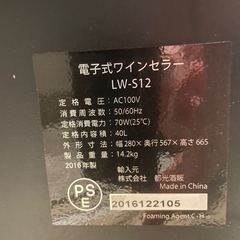 電子式ワインセラー
LW-S12
定格電圧：AC100V
消費周波数：50/60Hz
定格消費電力：70W(25℃)
定格内容積：40L
外形寸法：幅280×奥行567×高さ665
製品重量：14.2kg
2016年製
輸入元
株式会社 都光酒販
Made in China
PS
E
2016122105
Foaming Agent:C-H